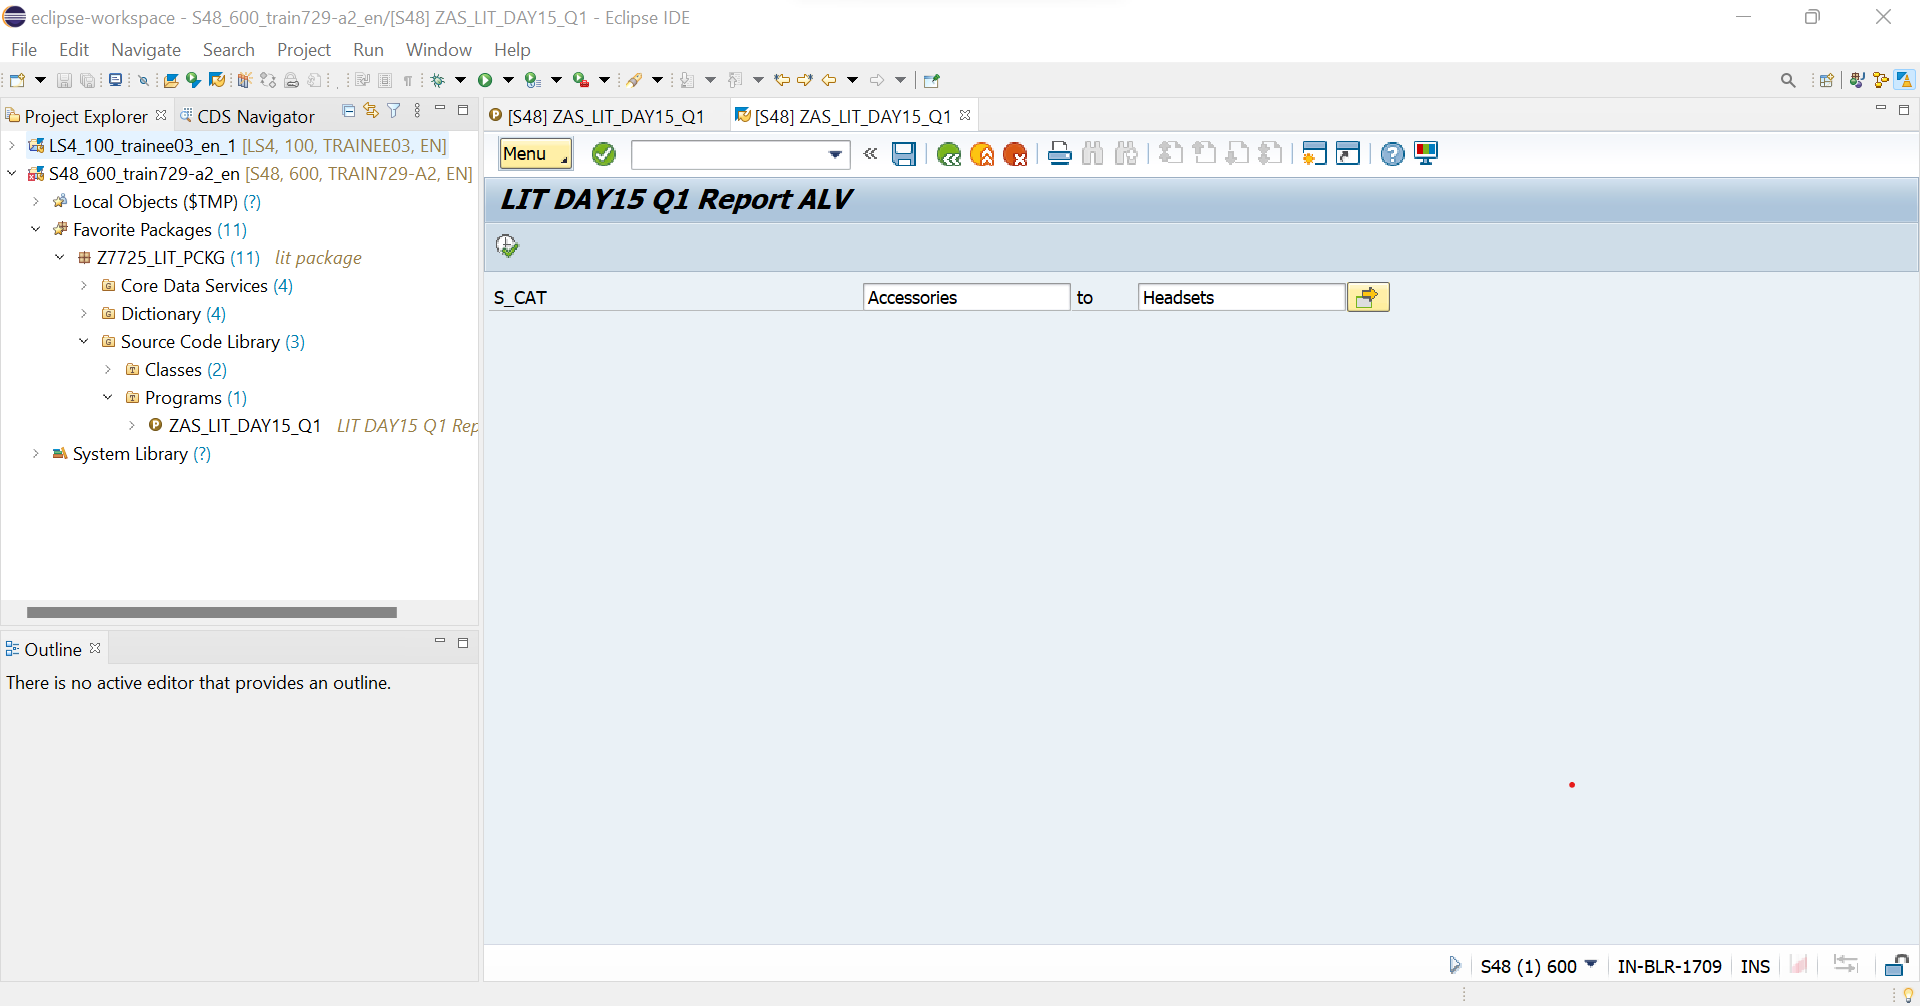 eclipse-workspace - S48_600_train729-a2_en/[S48] ZAS_LIT_DAY15_Q1 - Eclipse IDE
File Edit Navigate Search Project Run Window Help
Project Explorer CDS Navigator
LS4_100_trainee03_en_1 [LS4, 100, TRAINEE03, EN]
S48_600_train729-a2_en [S48, 600, TRAIN729-A2, EN]
Local Objects ($TMP) (?)
Favorite Packages (11)
Z7725_LIT_PCKG (11) lit package
Core Data Services (4)
Dictionary (4)
Source Code Library (3)
Classes (2)
Programs (1)
ZAS_LIT_DAY15_Q1 LIT DAY15 Q1 Rep
System Library (?)
Outline
There is no active editor that provides an outline.
[S48] ZAS_LIT_DAY15_Q1 [S48] ZAS_LIT_DAY15_Q1
Menu
LIT DAY15 Q1 Report ALV
S_CAT Accessories to Headsets
S48 (1) 600 IN-BLR-1709 INS